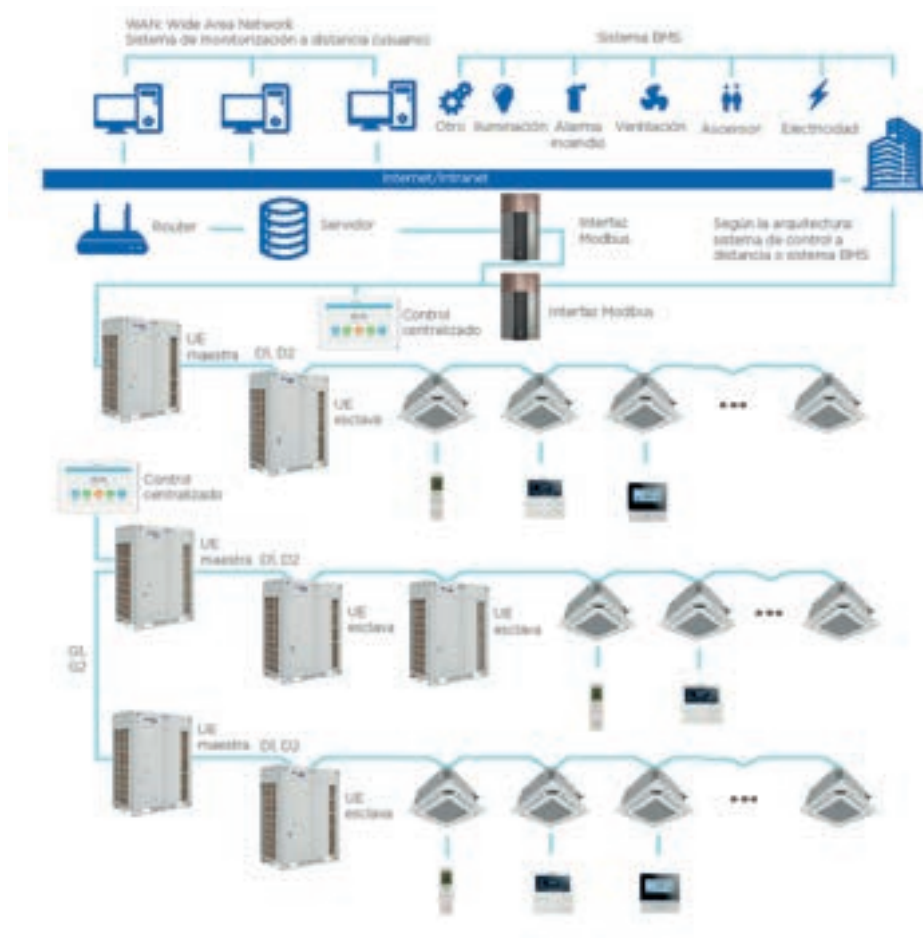 WAN: Wide Area Network
Sistema de monitorización a distancia (usuario)
Sistema BMS
Otro
Iluminación
Alarma
incendio
Ventilación
Ascensor
Electricidad
Internet/Intranet
Router
Servidor
Interfaz
Modbus
Según la arquitectura:
sistema de control a
distancia o sistema BMS
Control
centralizado
Interfaz Modbus
UE
maestra
D1, D2
UE
esclava
Control
centralizado
UE
maestra
D1, D2
UE
esclava
UE
esclava
G1,
G2
UE
maestra
D1, D2
UE
esclava